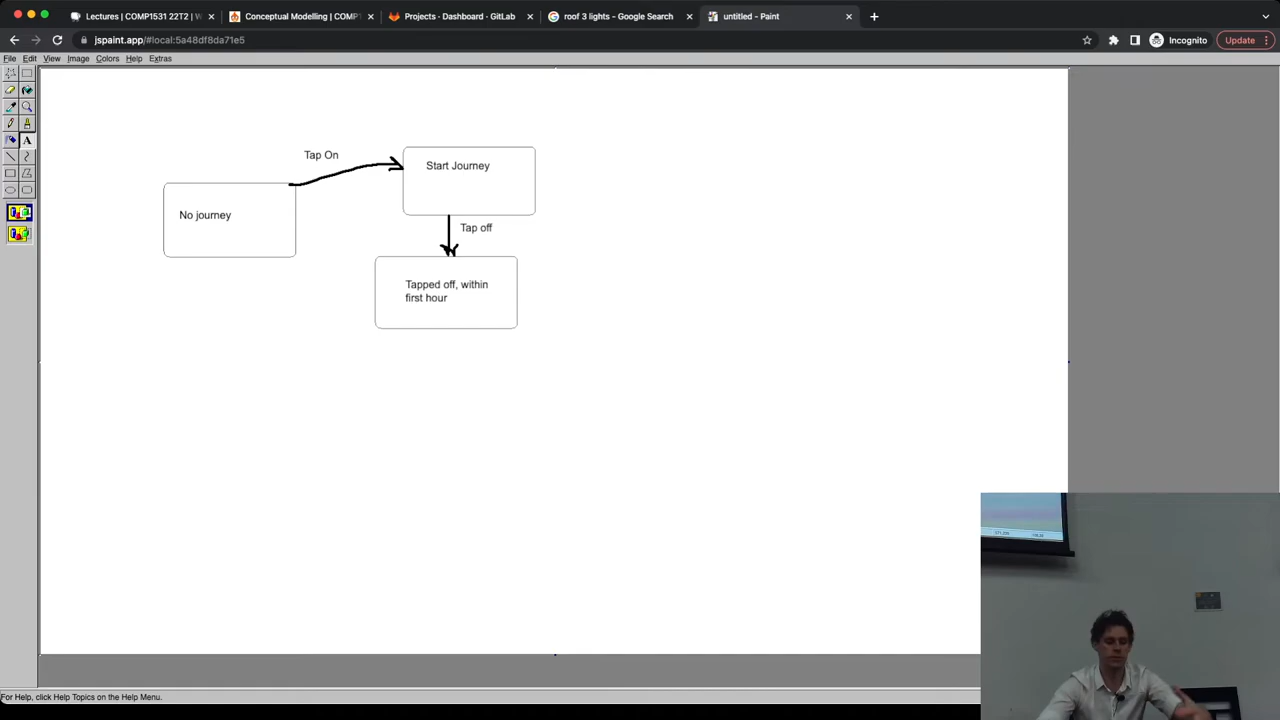 Lectures | COMP1531 22T2 | W
Conceptual Modelling | COMP1
Projects · Dashboard · GitLab
roof 3 lights - Google Search
untitled - Paint
jspaint.app/#local:5a48df8da71e5
Incognito
Update
File Edit View Image Colors Help Extras
Tap On
Start Journey
No journey
Tap off
Tapped off, within
first hour
For Help, click Help Topics on the Help Menu.